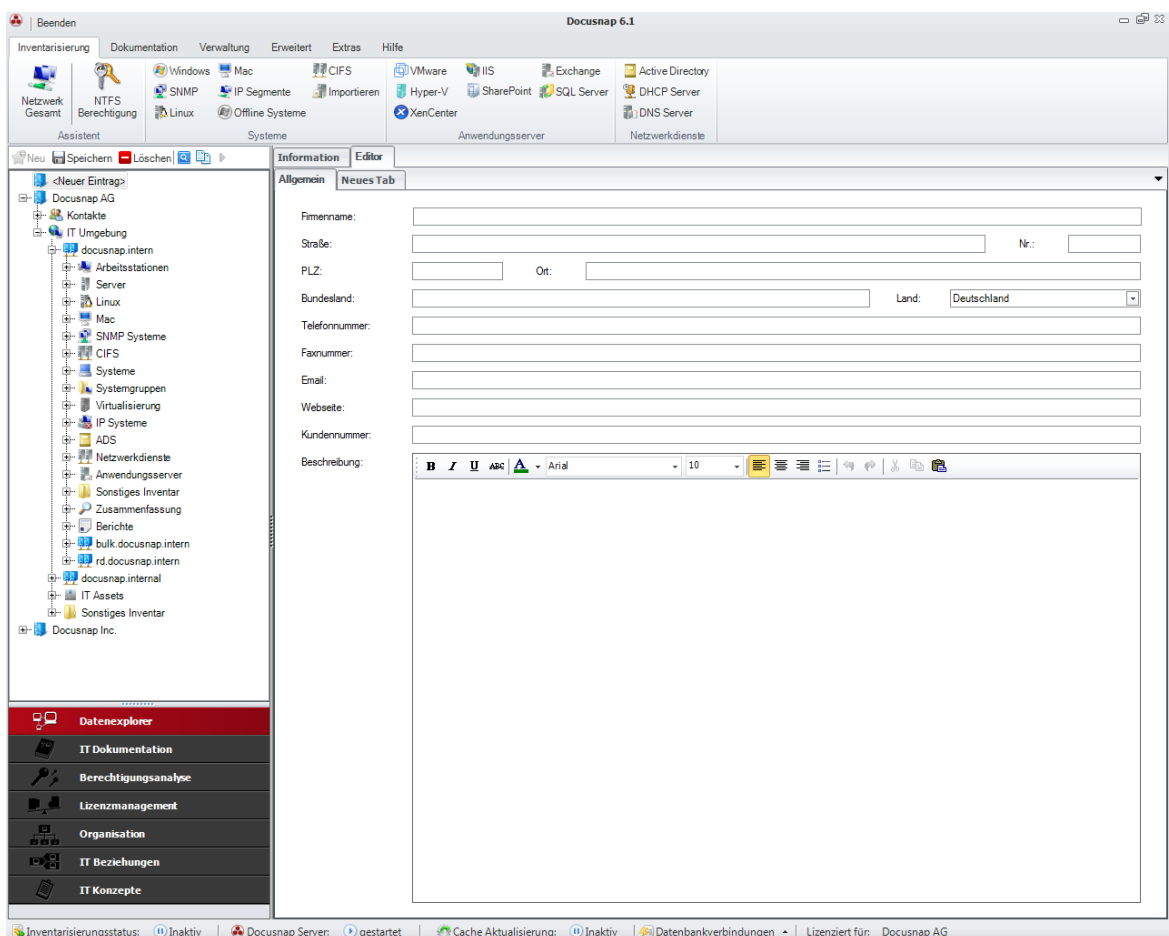 Beenden Docusnap 6.1
Inventarisierung Dokumentation Verwaltung Erweitert Extras Hilfe
Netzwerk Gesamt
NTFS Berechtigung
Windows Mac CIFS VMware IIS Exchange Active Directory
SNMP IP Segmente Importieren Hyper-V SharePoint SQL Server DHCP Server
Linux Offline Systeme XenCenter DNS Server
Assistent Systeme Anwendungsserver Netzwerkdienste
Neu Speichern Löschen
<Neuer Eintrag>
Docusnap AG
Kontakte
IT Umgebung
docusnap.intern
Arbeitsstationen
Server
Linux
Mac
SNMP Systeme
CIFS
Systeme
Systemgruppen
Virtualisierung
IP Systeme
ADS
Netzwerkdienste
Anwendungsserver
Sonstiges Inventar
Zusammenfassung
Berichte
bulk.docusnap.intern
rd.docusnap.intern
docusnap.internal
IT Assets
Sonstiges Inventar
Docusnap Inc.
Datenexplorer
IT Dokumentation
Berechtigungsanalyse
Lizenzmanagement
Organisation
IT Beziehungen
IT Konzepte
Information Editor
Allgemein Neues Tab
Firmenname:
Straße: Nr.:
PLZ: Ort:
Bundesland: Land: Deutschland
Telefonnummer:
Faxnummer:
Email:
Webseite:
Kundennummer:
Beschreibung: B I U ABC A Arial 10
Inventarisierungsstatus: Inaktiv Docusnap Server: gestartet Cache Aktualisierung: Inaktiv Datenbankverbindungen Lizenziert für: Docusnap AG